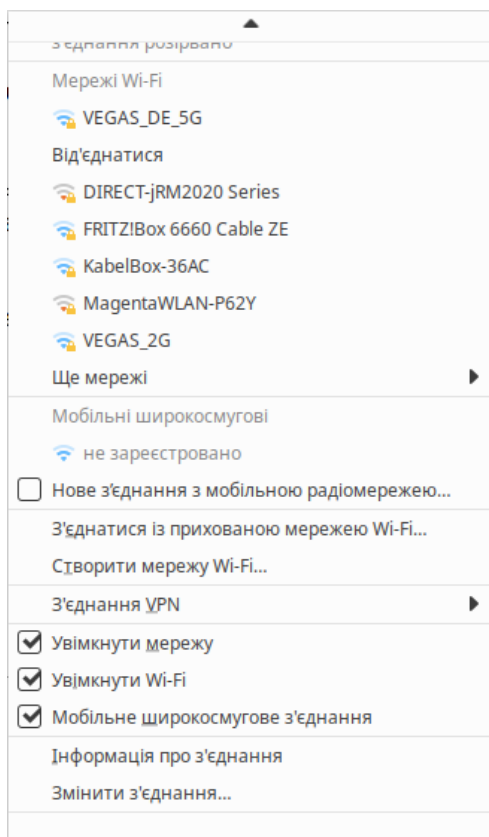 з'єднання розірвано
Мережі Wi-Fi
VEGAS_DE_5G
Від'єднатися
DIRECT-jRM2020 Series
FRITZ!Box 6660 Cable ZE
KabelBox-36AC
MagentaWLAN-P62Y
VEGAS_2G
Ще мережі
Мобільні широкосмугові
не зареєстровано
Нове з'єднання з мобільною радіомережею...
З'єднатися із прихованою мережею Wi-Fi...
Створити мережу Wi-Fi...
З'єднання VPN
Увімкнути мережу
Увімкнути Wi-Fi
Мобільне широкосмугове з'єднання
Інформація про з'єднання
Змінити з'єднання...